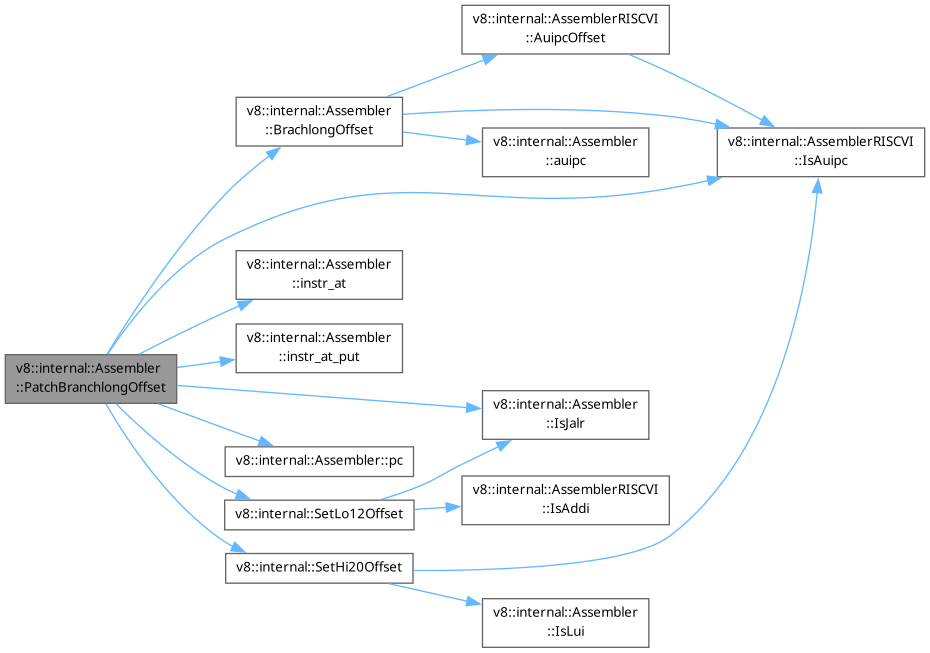 v8::internal::AssemblerRISCVI
::AuipcOffset
v8::internal::Assembler
::BrachlongOffset
v8::internal::Assembler
::auipc
v8::internal::AssemblerRISCVI
::IsAuipc
v8::internal::Assembler
::instr_at
v8::internal::Assembler
::instr_at_put
v8::internal::Assembler
::PatchBranchlongOffset
v8::internal::Assembler
::IsJalr
v8::internal::Assembler::pc
v8::internal::AssemblerRISCVI
::IsAddi
v8::internal::SetLo12Offset
v8::internal::SetHi20Offset
v8::internal::Assembler
::IsLui